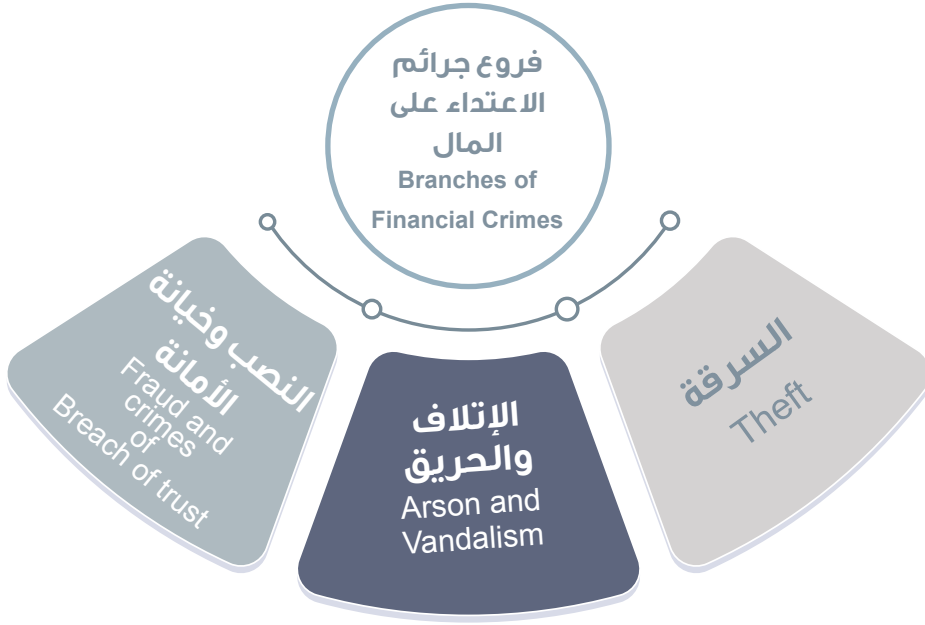 فروع جرائم
الاعتداء على
المال
Branches of
Financial Crimes
السرقة
Theft
الإتلاف
والحريق
Arson and
Vandalism
النصب وخيانة
الأمانة
Fraud and
crimes
of
Breach of trust